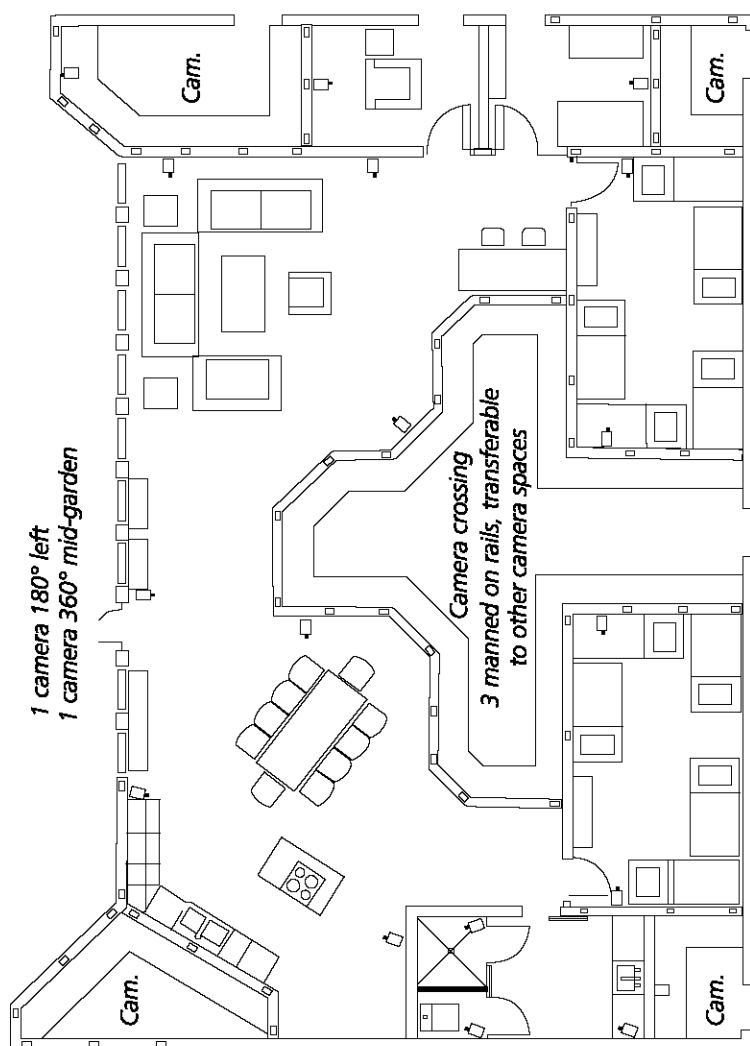 1 camera 180° left
1 camera 360° mid-garden
Cam.
Cam.
Camera crossing
3 manned on rails, transferable
to other camera spaces
Cam.
Cam.